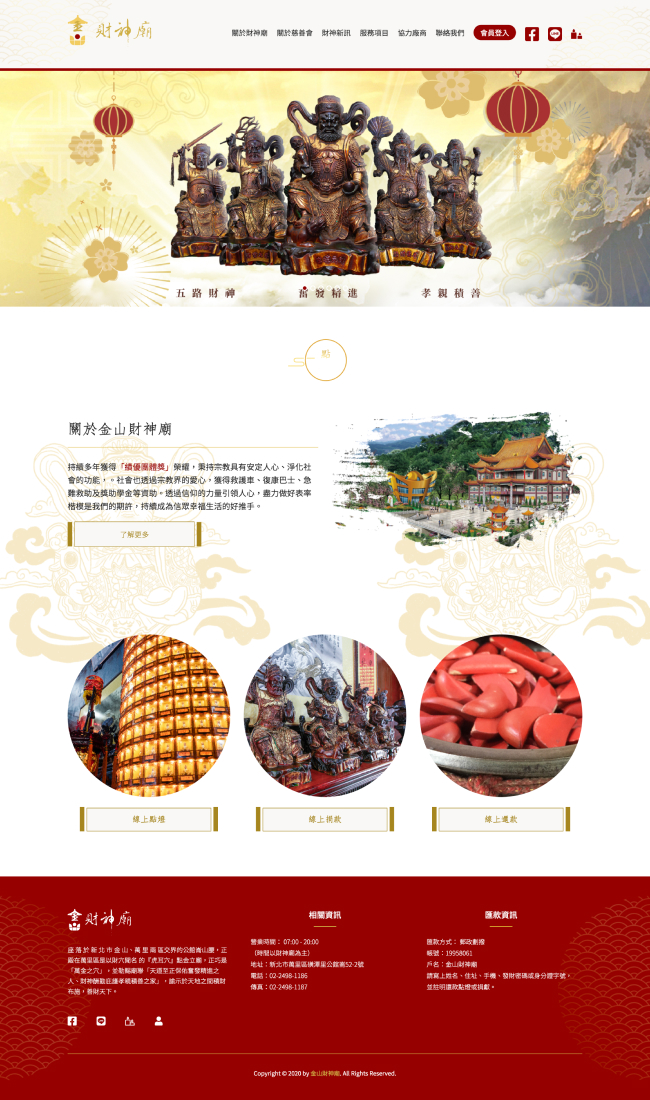 金 財神廟
關於財神廟 關於慈善會 財神新訊 服務項目 協力廠商 聯絡我們 會員登入
五路財神 奮發精進 孝親積善
點
關於金山財神廟
持續多年獲得「績優團體獎」榮耀，秉持宗教具有安定人心、淨化社
會的功能，。社會也透過宗教界的愛心，獲得救護車、復康巴士、急
難救助及獎助學金等資助。透過信仰的力量引領人心，盡力做好表率
楷模是我們的期許，持續成為信眾幸福生活的好推手。
了解更多
線上點燈 線上捐款 線上還款
金 財神廟
座落於新北市金山、萬里兩區交界的公館崙山腰，正
殿在萬里區是以財穴聞名的『虎耳穴』點金立廟，正巧是
「萬金之穴」，並勒賜廟聯「天道至正保佑奮發精進之
人、財神酬勤庇護孝親積善之家」，諭示於天地之間積財
布施，善財天下。
相關資訊
營業時間： 07:00 - 20:00
（時間以財神廟為主）
地址：新北市萬里區磺潭里公館崙52-2號
電話：02-2498-1186
傳真：02-2498-1187
匯款資訊
匯款方式： 郵政劃撥
帳號：19958061
戶名：金山財神廟
請寫上姓名、住址、手機、發財密碼或身分證字號，
並註明還款點燈或捐獻。
Copyright © 2020 by 金山財神廟. All Rights Reserved.